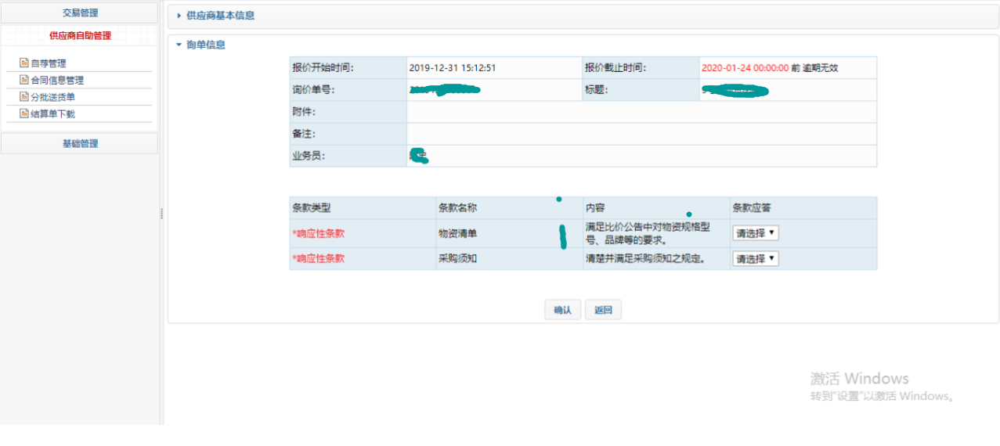 交易管理
供应商自助管理
自荐管理
合同信息管理
分批送货单
结算单下载
基础管理
供应商基本信息
询单信息
报价开始时间: 2019-12-31 15:12:51 报价截止时间: 2020-01-24 00:00:00 前 逾期无效
询价单号: 标题:
附件:
备注:
业务员:
条款类型 条款名称 内容 条款应答
*响应性条款 物资清单 满足比价公告中对物资规格型 请选择
号、品牌等的要求。
*响应性条款 采购须知 清楚并满足采购须知之规定。 请选择
确认 返回
激活 Windows
转到"设置"以激活 Windows。